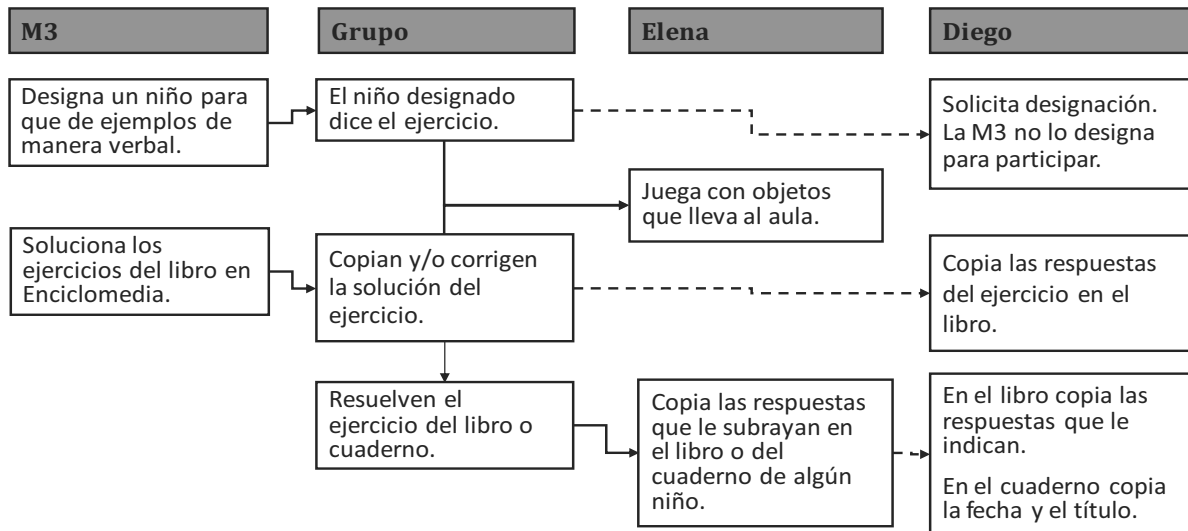 M3
Grupo
Elena
Diego
Designa un niño para
que de ejemplos de
manera verbal.
El niño designado
dice el ejercicio.
Solicita designación.
La M3 no lo designa
para participar.
Juega con objetos
que lleva al aula.
Soluciona los
ejercicios del libro en
Enciclomedia.
Copian y/o corrigen
la solución del
ejercicio.
Copia las respuestas
del ejercicio en el
libro.
Resuelven el
ejercicio del libro o
cuaderno.
Copia las respuestas
que le subrayan en
el libro o del
cuaderno de algún
niño.
En el libro copia las
respuestas que le
indican.
En el cuaderno copia
la fecha y el título.